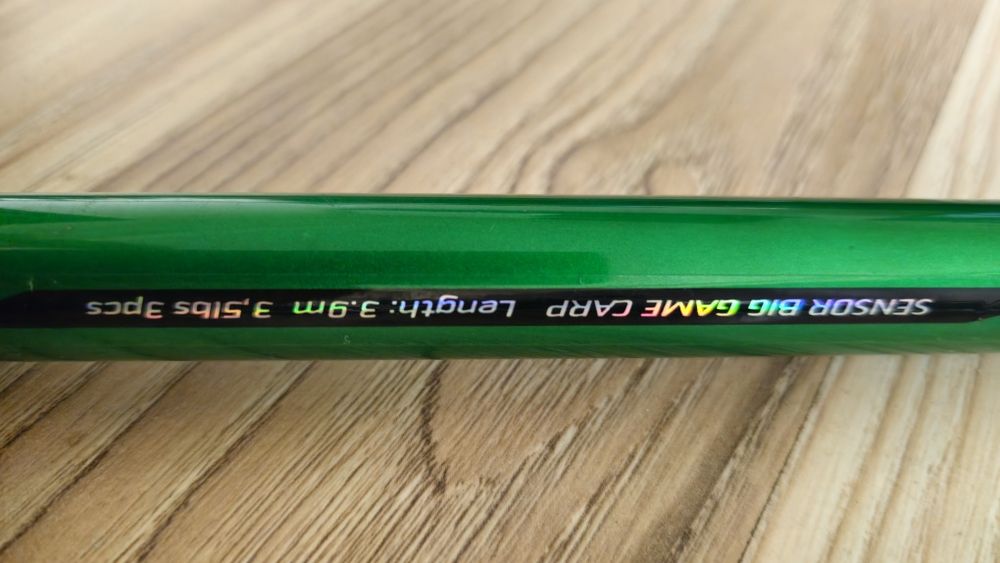 SENSOR BIG GAME CARP Length: 3.9m 3,5lbs 3pcs